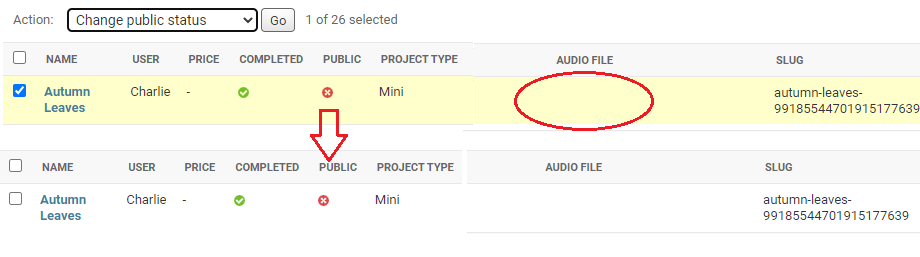 Action: Change public status Go 1 of 26 selected
NAME USER PRICE COMPLETED PUBLIC PROJECT TYPE AUDIO FILE SLUG
Autumn Charlie - Mini autumn-leaves-
Leaves 99185544701915177639
NAME USER PRICE COMPLETED PUBLIC PROJECT TYPE AUDIO FILE SLUG
Autumn Charlie - Mini autumn-leaves-
Leaves 99185544701915177639